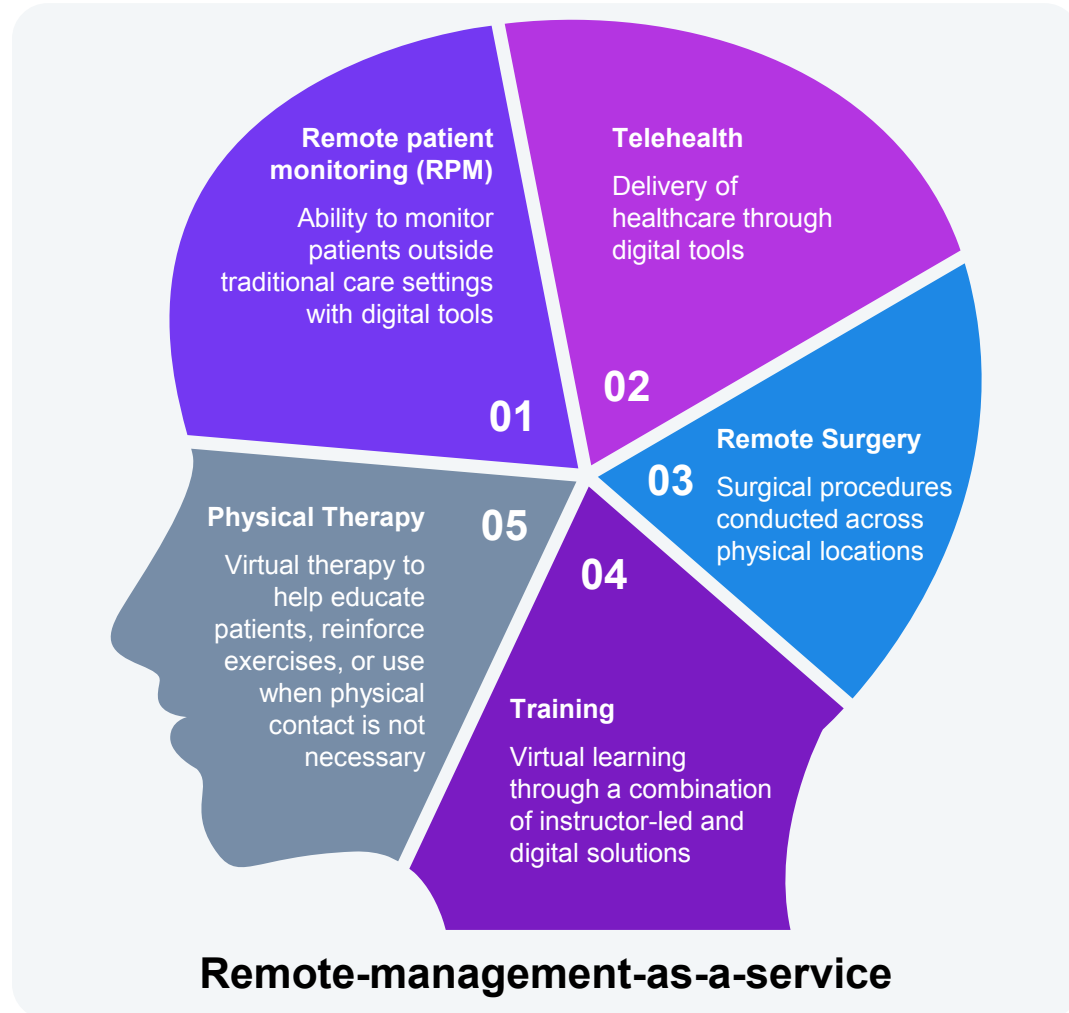 Remote patient
monitoring (RPM)
Ability to monitor
patients outside
traditional care settings
with digital tools
01
Telehealth
Delivery of
healthcare through
digital tools
02
Remote Surgery
03
Surgical procedures
conducted across
physical locations
04
Training
Virtual learning
through a combination
of instructor-led and
digital solutions
Physical Therapy
05
Virtual therapy to
help educate
patients, reinforce
exercises, or use
when physical
contact is not
necessary
Remote-management-as-a-service